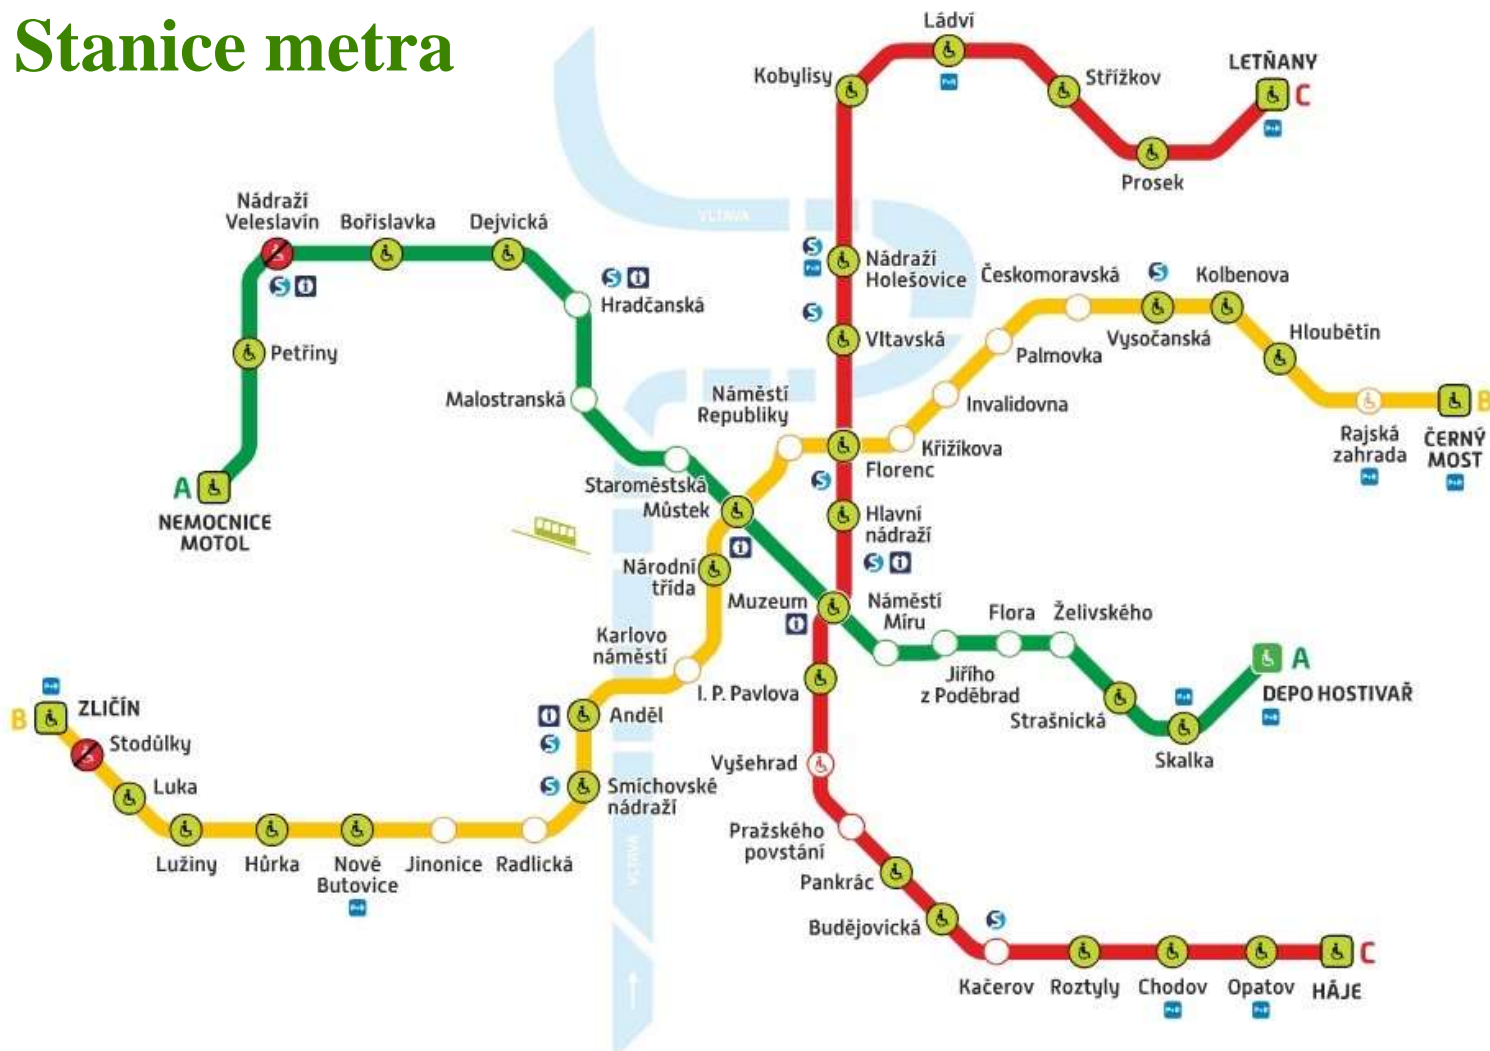 Stanice metra
Ládví
Kobylisy
Střížkov
LETŇANY
C
Prosek
Nádraží
Veleslavín
Bořislavka
Dejvická
VLTAVA
Hradčanská
Petřiny
Malostranská
Nádraží
Holešovice
Českomoravská
Kolbenova
Vltavská
Palmovka
Vysočanská
Hloubětín
Náměstí
Republiky
Invalidovna
Křižíkova
Florenc
Rajská
zahrada
B
ČERNÝ
MOST
A
NEMOCNICE
MOTOL
Staroměstská
Můstek
Hlavní
nádraží
Národní
třída
Muzeum
Náměstí
Míru
Flora
Želivského
Karlovo
náměstí
I. P. Pavlova
Jiřího
z Poděbrad
Strašnická
A
DEPO HOSTIVAŘ
Skalka
B
ZLIČÍN
Stodůlky
Luka
Lužiny
Hůrka
Nové
Butovice
Jinonice
Radlická
Anděl
Smíchovské
nádraží
VLTAVA
Vyšehrad
Pražského
povstání
Pankrác
Budějovická
Kačerov
Roztyly
Chodov
Opatov
HÁJE
C